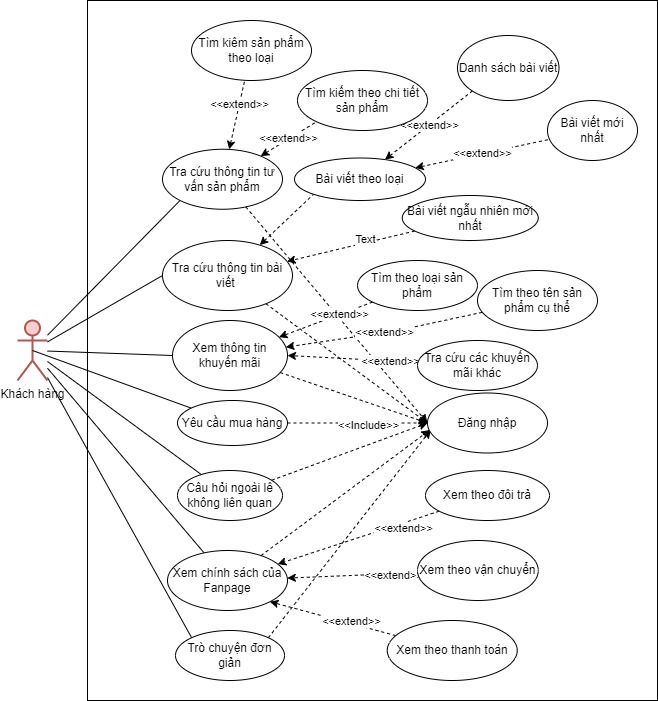 Tìm kiêm sản phẩm
theo loại
<<extend>>
Tìm kiếm theo chi tiết
sản phẩm
<<extend>>
Danh sách bài viết
<<extend>>
Bài viết mới
nhất
<<extend>>
Tra cứu thông tin tư
vấn sản phẩm
Bài viết theo loại
Bài viết ngẫu nhiên mới
nhất
Text
Tra cứu thông tin bài
viết
Tìm theo loại sản
phẩm
<<extend>>
Tìm theo tên sản
phẩm cụ thể
<<extend>>
Xem thông tin
khuyến mãi
<<extend>>
Tra cứu các khuyến
mãi khác
Khách hàng
Yêu cầu mua hàng
<<Include>>
Đăng nhập
Câu hỏi ngoài lề
không liên quan
Xem theo đổi trả
<<extend>>
Xem chính sách của
Fanpage
<<extend>
Xem theo vận chuyển
<<extend>>
Trò chuyện đơn
giản
Xem theo thanh toán